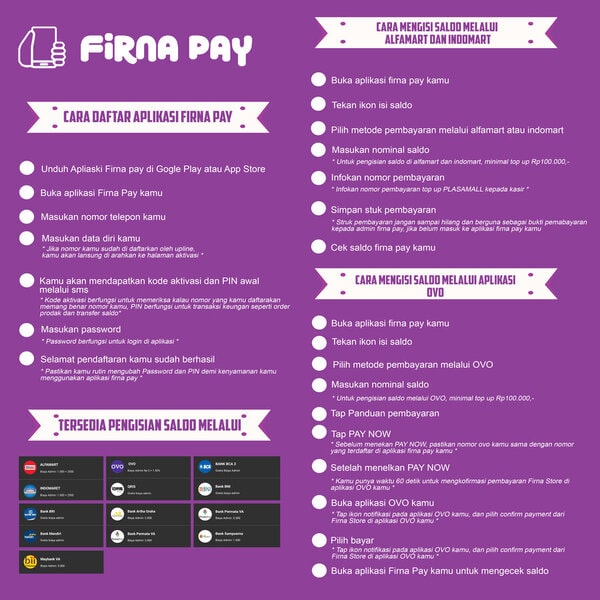 FiRNA PAY
CARA DAFTAR APLIKASI FIRNA PAY
Unduh Apliaski Firna pay di Gogle Play atau App Store
Buka aplikasi Firna Pay kamu
Masukan nomor telepon kamu
Masukan data diri kamu
* Jika nomor kamu sudah di daftarkan oleh upline,
kamu akan lansung di arahkan ke halaman aktivasi *
Kamu akan mendapatkan kode aktivasi dan PIN awal
melalui sms
* Kode aktivasi berfungsi untuk memeriksa kalau nomor yang kamu daftarakan
memang benar nomor kamu, PIN berfungsi untuk transaksi keungan seperti order
prodak dan transfer saldo*
Masukan password
* Password berfungsi untuk login di aplikasi *
Selamat pendaftaran kamu sudah berhasil
* Pastikan kamu rutin mengubah Password dan PIN demi kenyamanan kamu
menggunakan aplikasi firna pay *
TERSEDIA PENGISIAN SALDO MELALUI
ALFAMART
OVO
BANK BCA 2
INDOMARET
QRIS
Bank BNI
Bank BRI
Bank Artha Graha
Bank Permata VA
Bank Mandiri
Bank Permata VA
Bank Sampoerna
Maybank VA
CARA MENGISI SALDO MELALUI
ALFAMART DAN INDOMART
Buka aplikasi firna pay kamu
Tekan ikon isi saldo
Pilih metode pembayaran melalui alfamart atau indomart
Masukan nominal saldo
* Untuk pengisian saldo di alfamart dan indomart, minimal top up Rp100.000,-
Infokan nomor pembayaran
* Infokan nomor pembayaran top up PLASAMALL kepada kasir *
Simpan stuk pembayaran
* Struk pembayaran jangan sampai hilang dan berguna sebagai bukti pemabayaran
kepada admin firna pay, jika belum masuk ke aplikasi firna pay kamu
Cek saldo firna pay kamu
CARA MENGISI SALDO MELALUI APLIKASI
OVO
Buka aplikasi firna pay kamu
Tekan ikon isi saldo
Pilih metode pembayaran melalui OVO
Masukan nominal saldo
* Untuk pengisian saldo melalui OVO, minimal top up Rp100.000,-
Tap Panduan pembayaran
Tap PAY NOW
* Sebelum menekan PAY NOW, pastikan nomor ovo kamu sama dengan nomor
yang terdaftar di aplikasi firna pay kamu *
Setelah menelkan PAY NOW
* Kamu punya waktu 60 detik untuk mengkofirmasi pembayaran Firna Store di
aplikasi OVO kamu *
Buka aplikasi OVO kamu
* Tap ikon notifikasi pada aplikasi OVO kamu, dan pilih confirm payment dari
Firna Store di aplikasi OVO kamu *
Pilih bayar
* Tap ikon notifikasi pada aplikasi OVO kamu, dan pilih confirm payment dari
Firna Store di aplikasi OVO kamu *
Buka aplikasi Firna Pay kamu untuk mengecek saldo